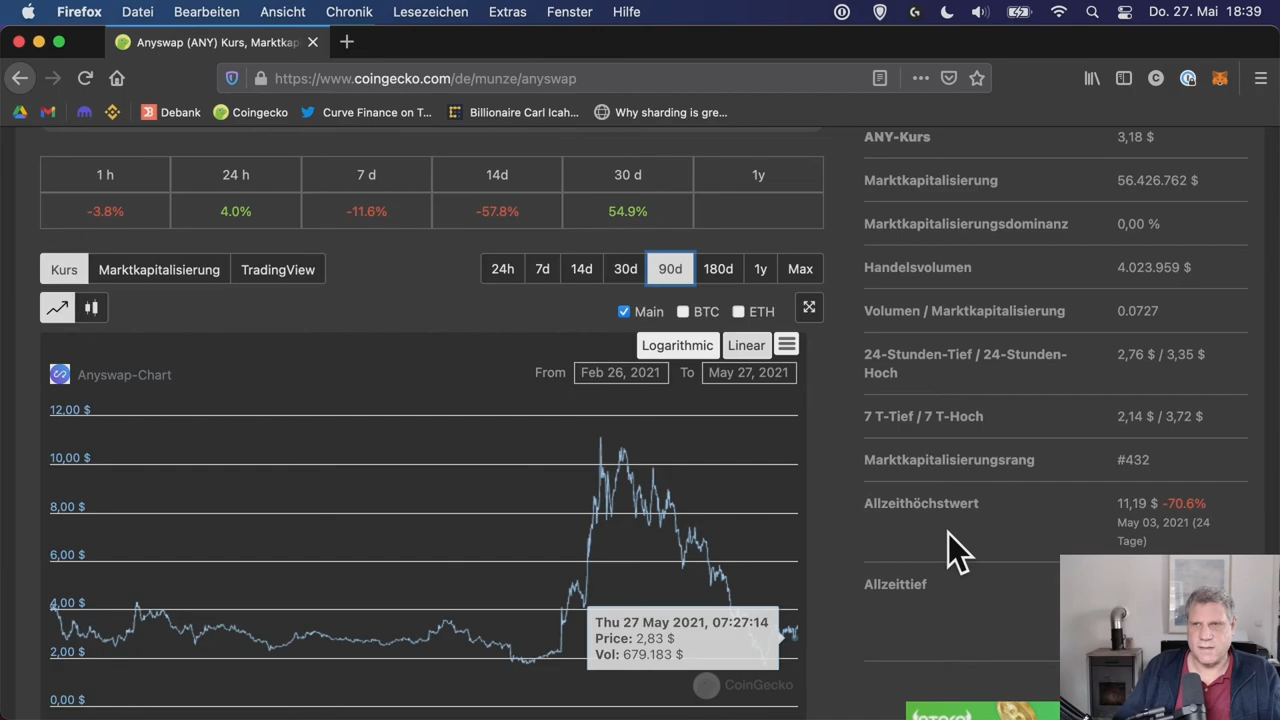 Firefox Datei Bearbeiten Ansicht Chronik Lesezeichen Extras Fenster Hilfe Do. 27. Mai 18:39
Anyswap (ANY) Kurs, Marktkap
https://www.coingecko.com/de/munze/anyswap
Debank Coingecko Curve Finance on T... Billionaire Carl Icah... Why sharding is gre...
1 h 24 h 7 d 14d 30 d 1y
-3.8% 4.0% -11.6% -57.8% 54.9%
Kurs Marktkapitalisierung TradingView 24h 7d 14d 30d 90d 180d 1y Max
Main BTC ETH
Logarithmic Linear
Anyswap-Chart From Feb 26, 2021 To May 27, 2021
12,00 $
10,00 $
8,00 $
6,00 $
4,00 $
2,00 $
0,00 $
Thu 27 May 2021, 07:27:14
Price: 2,83 $
Vol: 679.183 $
CoinGecko
ANY-Kurs 3,18 $
Marktkapitalisierung 56.426.762 $
Marktkapitalisierungsdominanz 0,00 %
Handelsvolumen 4.023.959 $
Volumen / Marktkapitalisierung 0.0727
24-Stunden-Tief / 24-Stunden- 2,76 $ / 3,35 $
Hoch
7 T-Tief / 7 T-Hoch 2,14 $ / 3,72 $
Marktkapitalisierungsrang #432
Allzeithöchstwert 11,19 $ -70.6%
May 03, 2021 (24
Tage)
Allzeittief